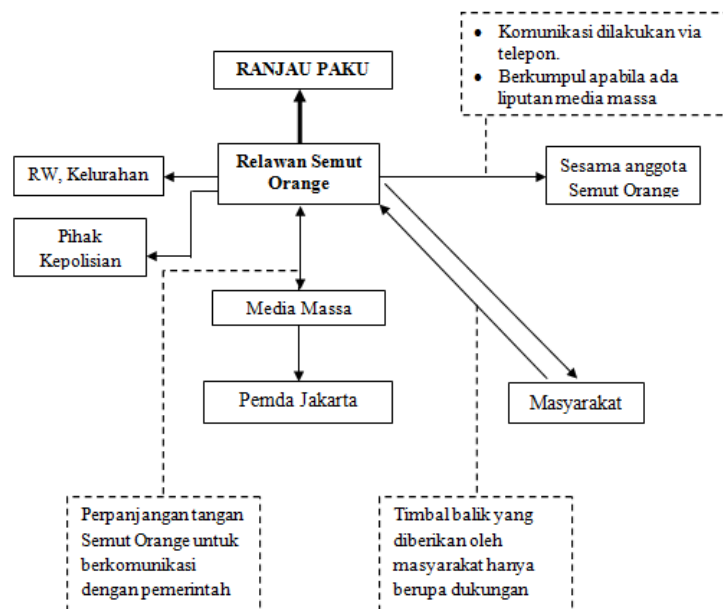 • Komunikasi dilakukan via
telepon.
• Berkumpul apabila ada
liputan media massa
RANJAU PAKU
Relawan Semut
Orange
RW, Kelurahan
Sesama anggota
Semut Orange
Pihak
Kepolisian
Media Massa
Pemda Jakarta
Masyarakat
Perpanjangan tangan
Semut Orange untuk
berkomunikasi
dengan pemerintah
Timbal balik yang
diberikan oleh
masyarakat hanya
berupa dukungan